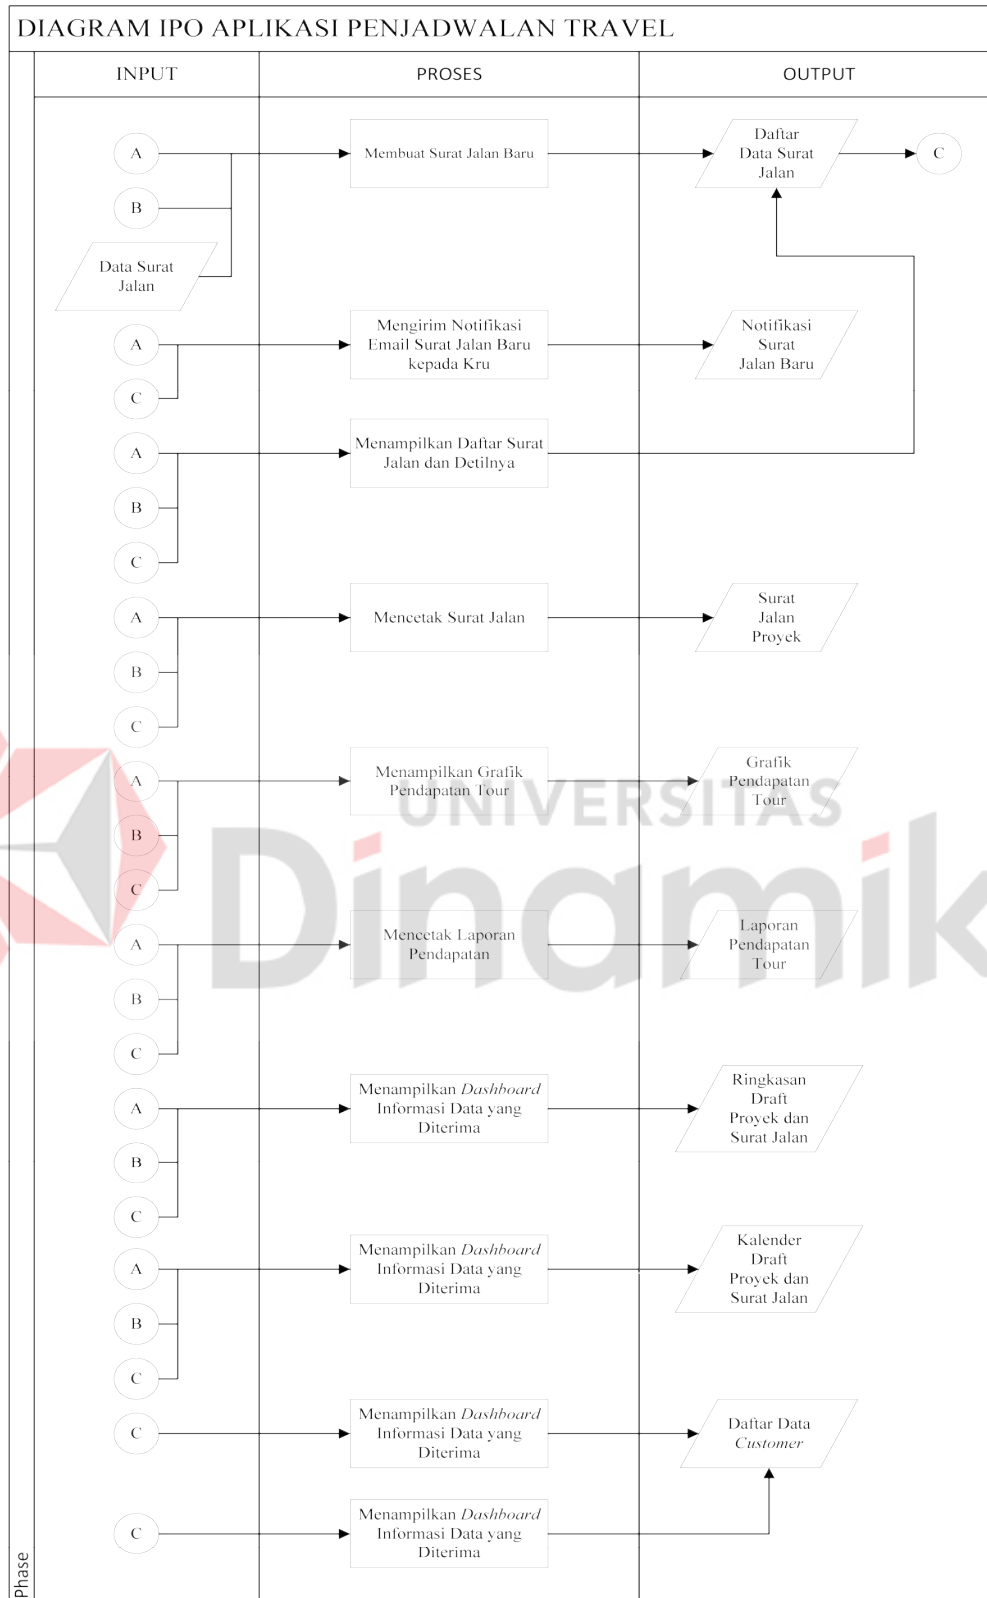 DIAGRAM IPO APLIKASI PENJADWALAN TRAVEL
INPUT
PROSES
OUTPUT
A
Membuat Surat Jalan Baru
Daftar
Data Surat
Jalan
C
B
Data Surat
Jalan
A
Mengirim Notifikasi
Email Surat Jalan Baru
kepada Kru
Notifikasi
Surat
Jalan Baru
C
A
Menampilkan Daftar Surat
Jalan dan Detilnya
B
C
A
Mencetak Surat Jalan
Surat
Jalan
Proyek
B
C
A
Menampilkan Grafik
Pendapatan Tour
Grafik
Pendapatan
Tour
UNIVERSITAS
Dinamik
B
C
A
Mencetak Laporan
Pendapatan
Laporan
Pendapatan
Tour
B
C
A
Menampilkan Dashboard
Informasi Data yang
Diterima
Ringkasan
Draft
Proyek dan
Surat Jalan
B
C
A
Menampilkan Dashboard
Informasi Data yang
Diterima
Kalender
Draft
Proyek dan
Surat Jalan
B
C
C
Menampilkan Dashboard
Informasi Data yang
Diterima
Daftar Data
Customer
C
Menampilkan Dashboard
Informasi Data yang
Diterima
Phase